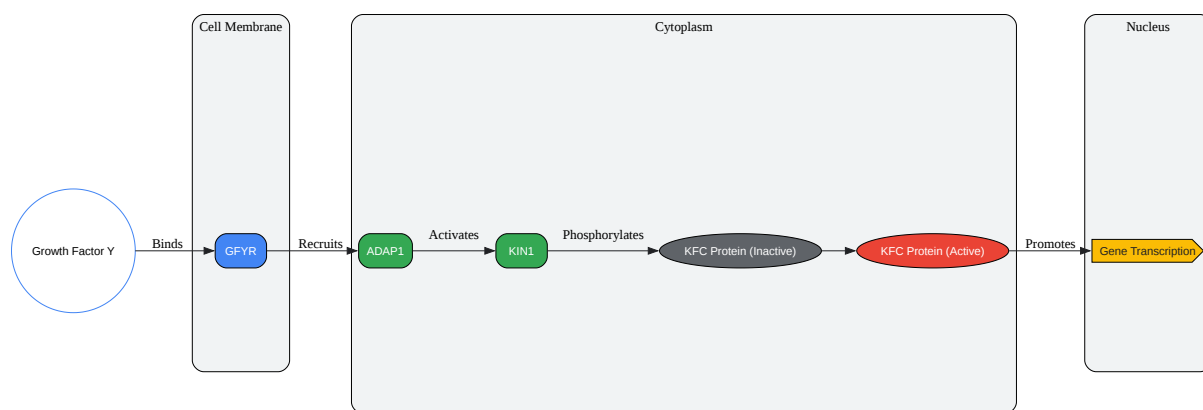 Cell Membrane
Cytoplasm
Nucleus
Growth Factor Y
Binds
GFYR
Recruits
ADAP1
Activates
KIN1
Phosphorylates
KFC Protein (Inactive)
KFC Protein (Active)
Promotes
Gene Transcription